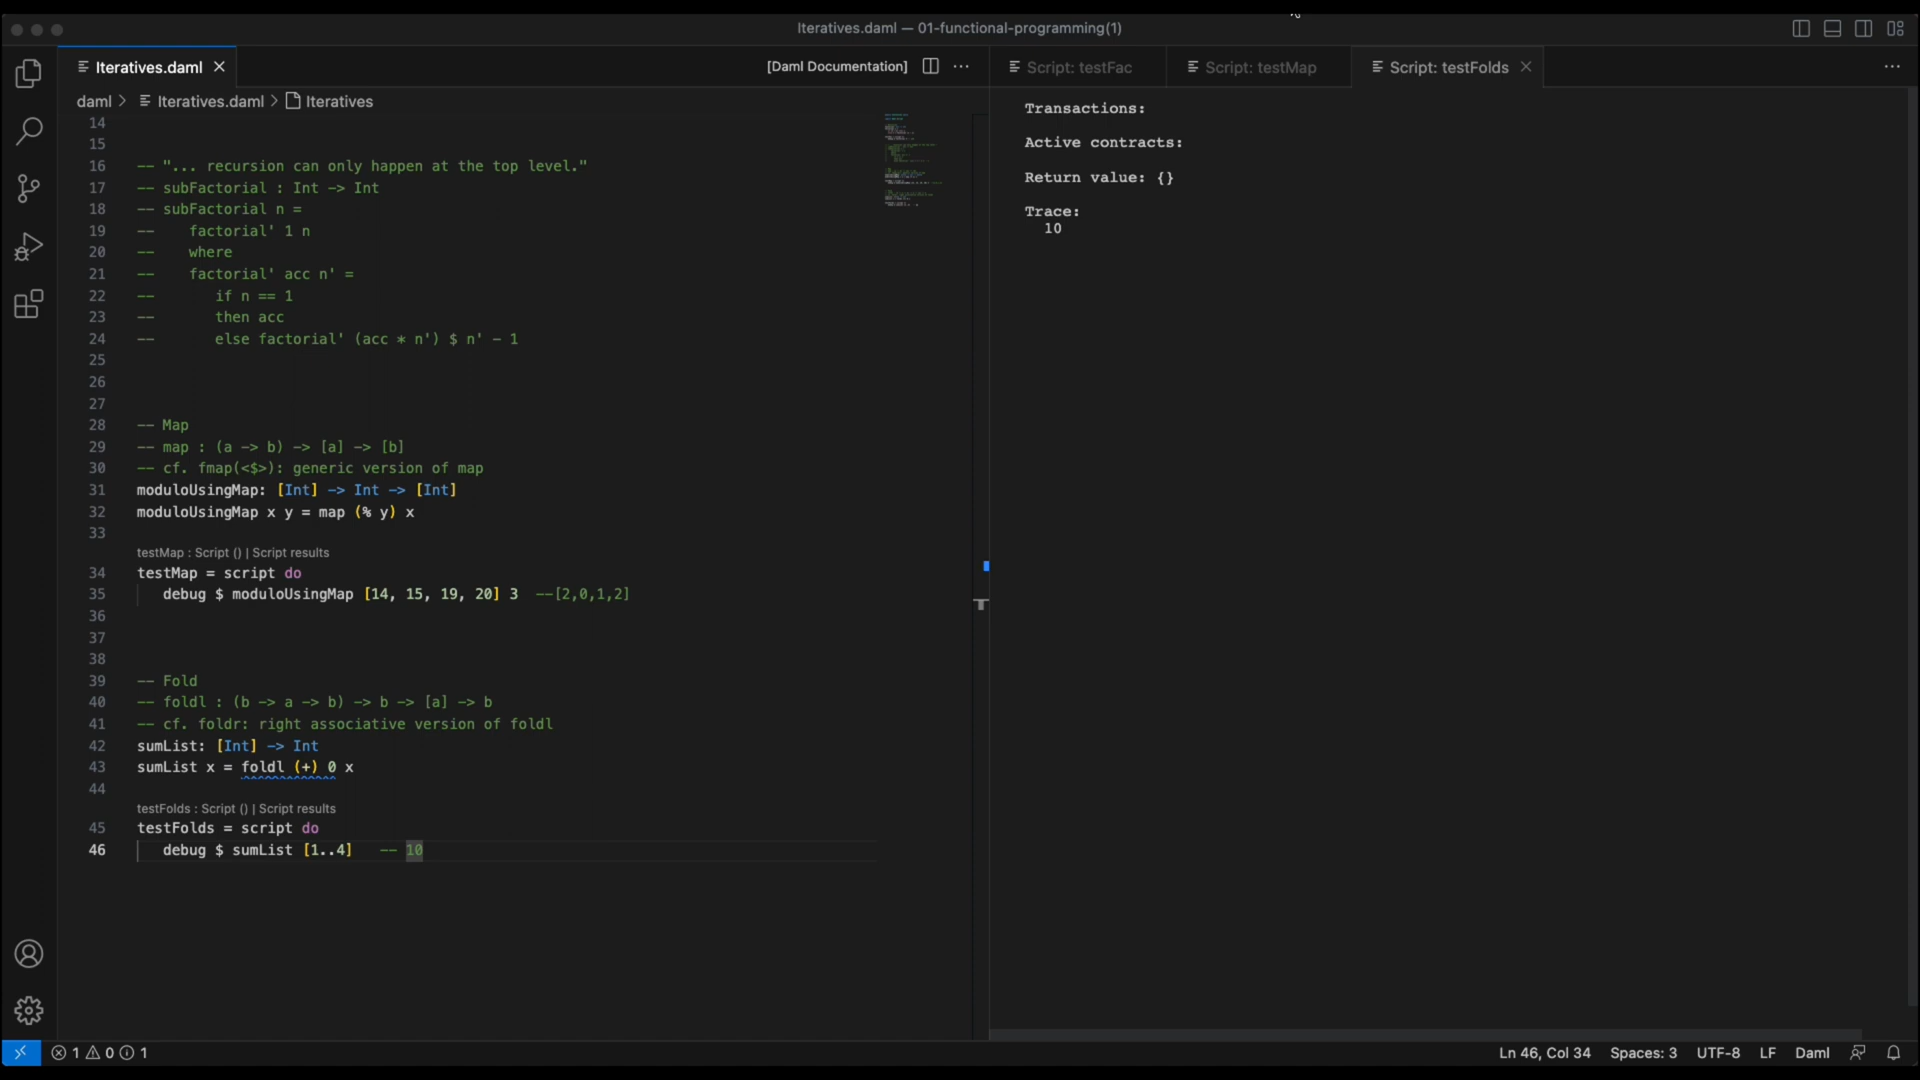 Iteratives.daml — 01-functional-programming(1)
Iteratives.daml
[Daml Documentation]
daml > Iteratives.daml > Iteratives
14
15
16 -- "... recursion can only happen at the top level."
17 -- subFactorial : Int -> Int
18 -- subFactorial n =
19 --    factorial' 1 n
20 --    where
21 --    factorial' acc n' =
22 --       if n == 1
23 --       then acc
24 --       else factorial' (acc * n') $ n' - 1
25
26
27
28 -- Map
29 -- map : (a -> b) -> [a] -> [b]
30 -- cf. fmap(<$>): generic version of map
31 moduloUsingMap: [Int] -> Int -> [Int]
32 moduloUsingMap x y = map (% y) x
33
testMap : Script () | Script results
34 testMap = script do
35    debug $ moduloUsingMap [14, 15, 19, 20] 3  --[2,0,1,2]
36
37
38
39 -- Fold
40 -- foldl : (b -> a -> b) -> b -> [a] -> b
41 -- cf. foldr: right associative version of foldl
42 sumList: [Int] -> Int
43 sumList x = foldl (+) 0 x
44
testFolds : Script () | Script results
45 testFolds = script do
46    debug $ sumList [1..4]   -- 10
Script: testFac
Script: testMap
Script: testFolds
Transactions:
Active contracts:
Return value: {}
Trace:
10
1 0 1
Ln 46, Col 34 Spaces: 3 UTF-8 LF Daml